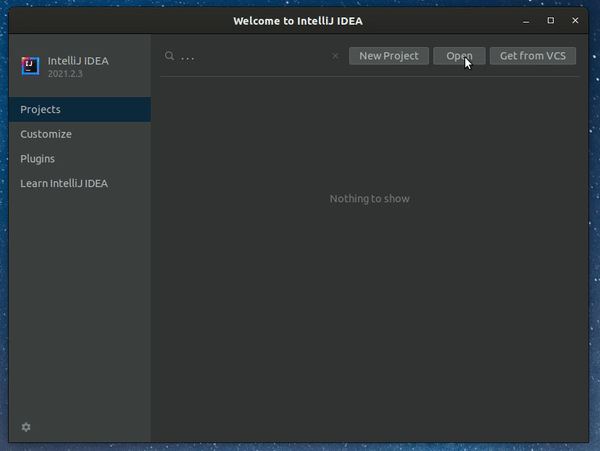 Welcome to IntelliJ IDEA
IJ
IntelliJ IDEA
2021.2.3
...
New Project
Open
Get from VCS
Projects
Customize
Plugins
Learn IntelliJ IDEA
Nothing to show